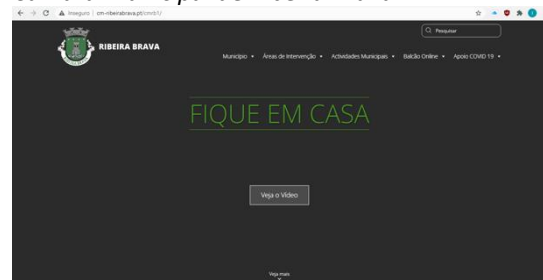 Inseguro | cm-ribeirabrava.pt/cmrb1/
Pesquisar
RIBEIRA BRAVA
Município Áreas de Intervenção Actividades Municipais Balcão Online Apoio COVID 19
FIQUE EM CASA
Veja o Vídeo
Veja mais